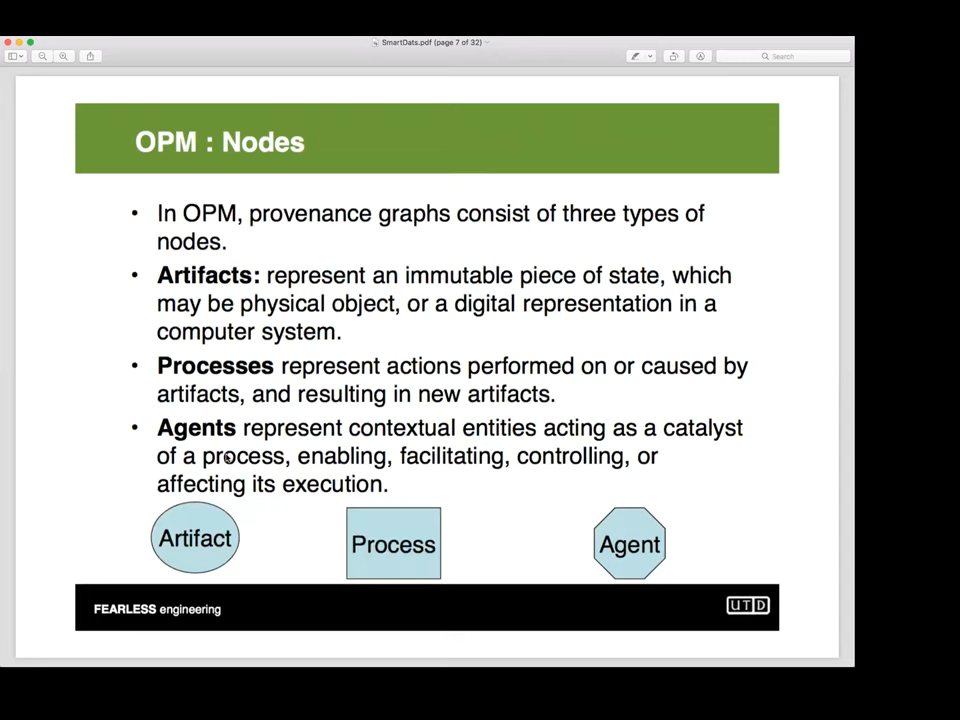 SmartDats.pdf (page 7 of 32)
Search
OPM : Nodes
• In OPM, provenance graphs consist of three types of
nodes.
• Artifacts: represent an immutable piece of state, which
may be physical object, or a digital representation in a
computer system.
• Processes represent actions performed on or caused by
artifacts, and resulting in new artifacts.
• Agents represent contextual entities acting as a catalyst
of a process, enabling, facilitating, controlling, or
affecting its execution.
Artifact
Process
Agent
FEARLESS engineering
UTD